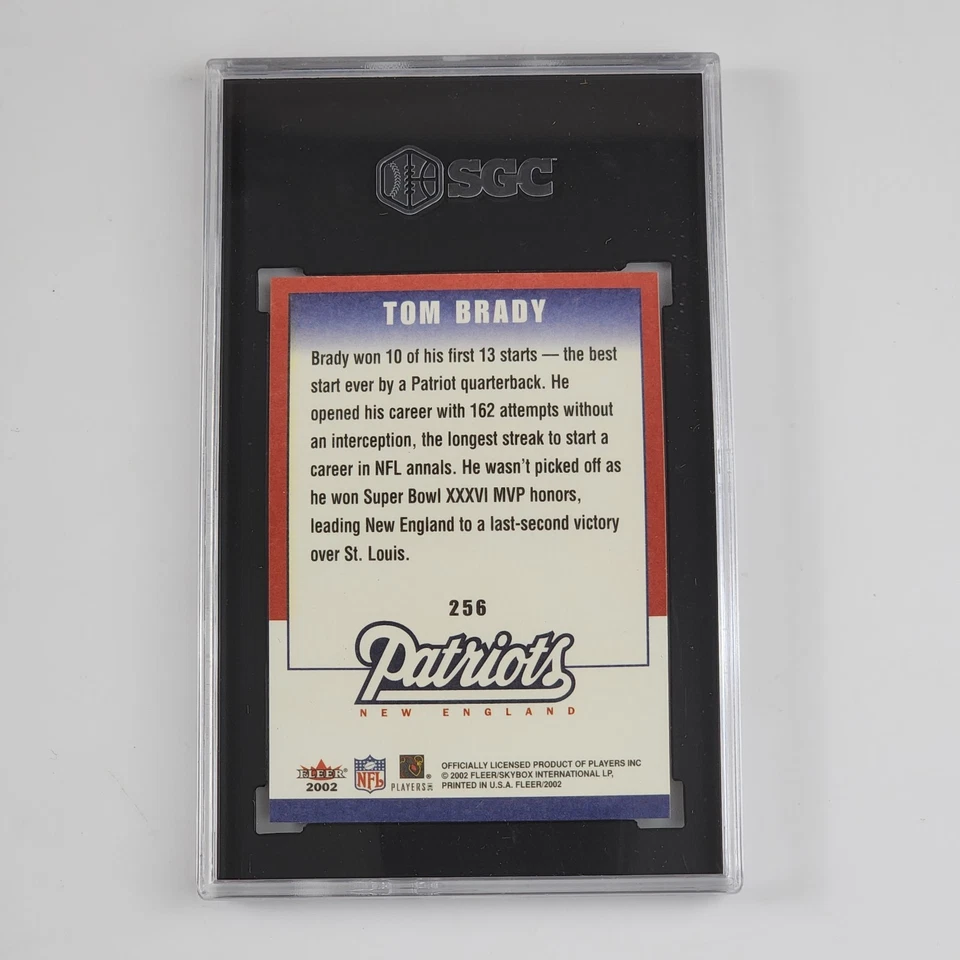 SGC
TOM BRADY
Brady won 10 of his first 13 starts — the best
start ever by a Patriot quarterback. He
opened his career with 162 attempts without
an interception, the longest streak to start a
career in NFL annals. He wasn't picked off as
he won Super Bowl XXXVI MVP honors,
leading New England to a last-second victory
over St. Louis.
256
Patriots
NEW ENGLAND
FLEER
2002
NFL
PLAYERS INC
OFFICIALLY LICENSED PRODUCT OF PLAYERS INC
© 2002 FLEER/SKYBOX INTERNATIONAL LP,
PRINTED IN U.S.A. FLEER/2002